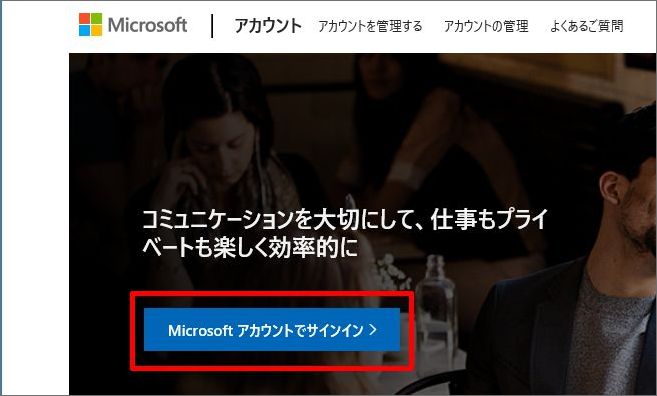 Microsoft アカウント アカウントを管理する アカウントの管理 よくあるご質問
コミュニケーションを大切にして、仕事もプライ
ベートも楽しく効率的に
Microsoft アカウントでサインイン >